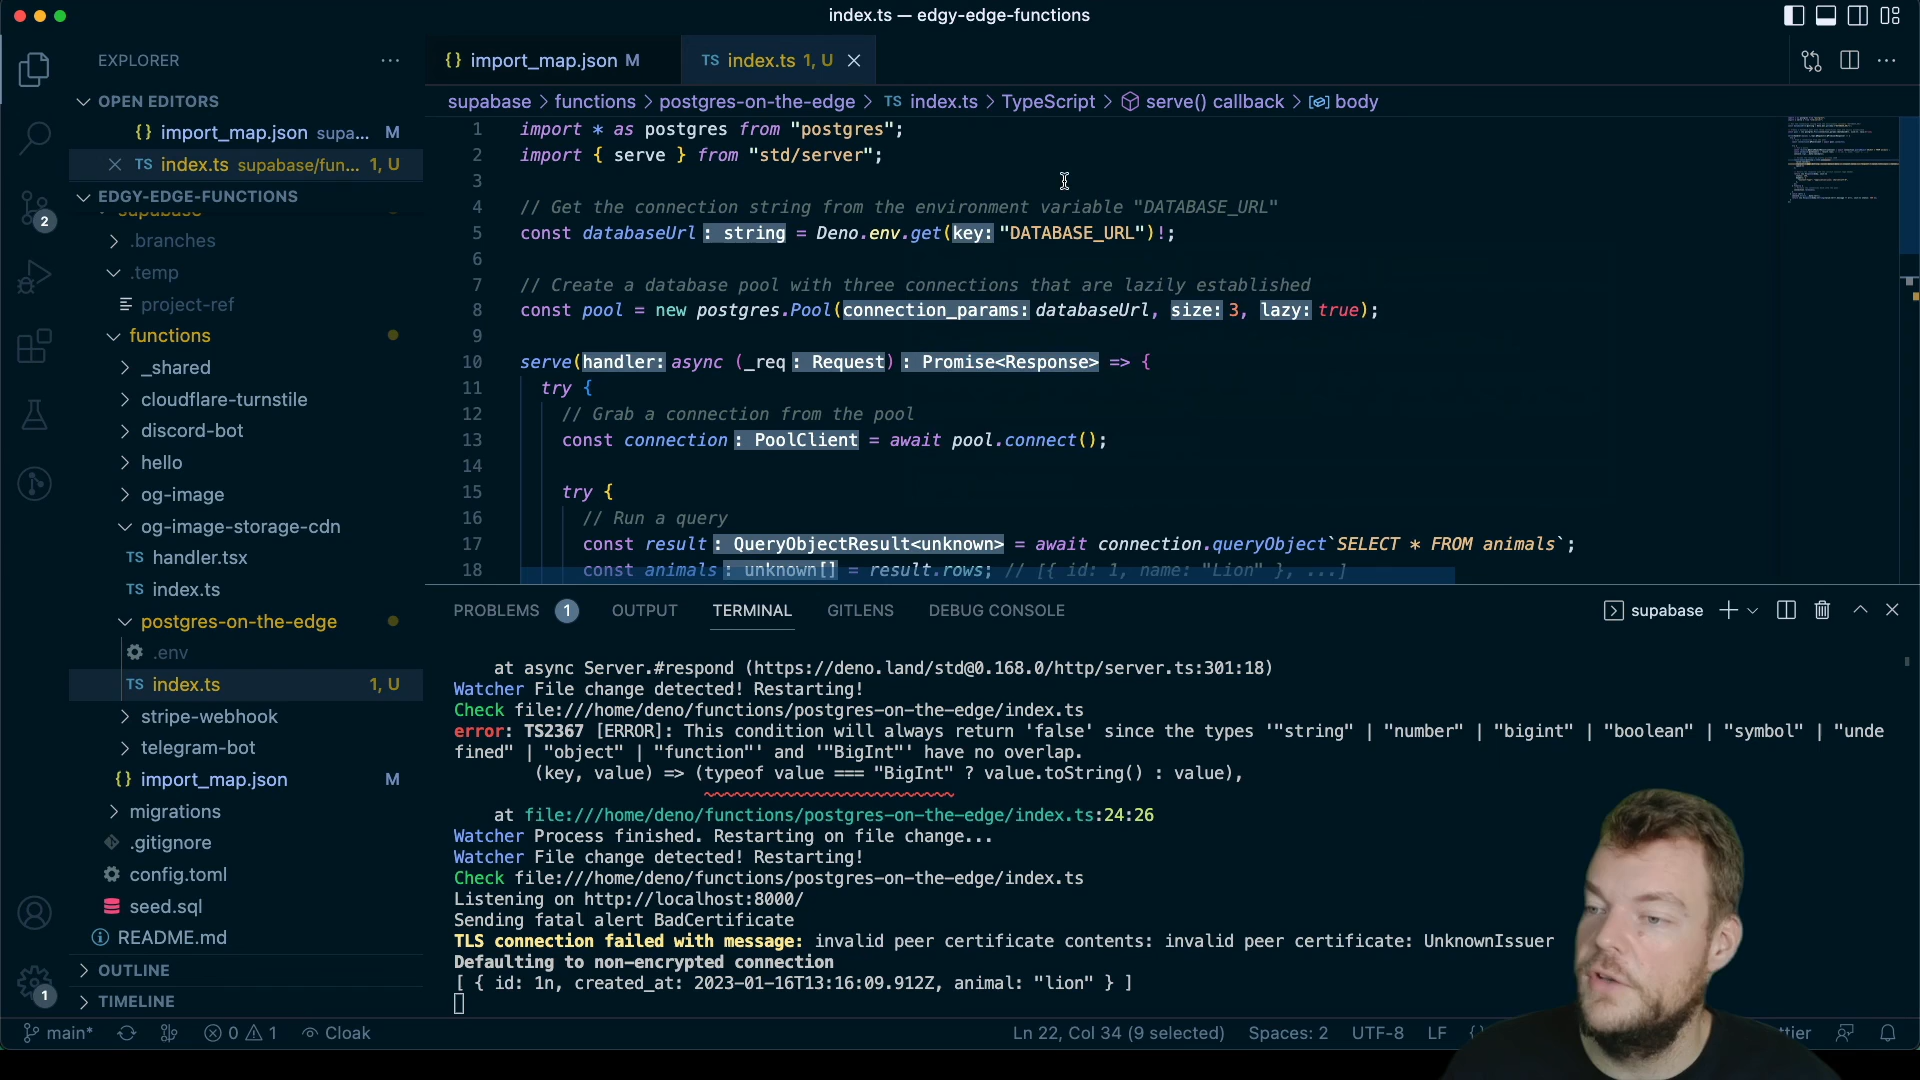 index.ts — edgy-edge-functions
EXPLORER
OPEN EDITORS
{} import_map.json supa... M
TS index.ts supabase/fun... 1, U
EDGY-EDGE-FUNCTIONS
supabase
.branches
.temp
project-ref
functions
_shared
cloudflare-turnstile
discord-bot
hello
og-image
og-image-storage-cdn
TS handler.tsx
TS index.ts
postgres-on-the-edge
.env
TS index.ts 1, U
stripe-webhook
telegram-bot
{} import_map.json M
migrations
.gitignore
config.toml
seed.sql
README.md
OUTLINE
TIMELINE
2
1
{} import_map.json M
TS index.ts 1, U
supabase > functions > postgres-on-the-edge > TS index.ts > TypeScript > serve() callback > body
1 import * as postgres from "postgres";
2 import { serve } from "std/server";
3
4 // Get the connection string from the environment variable "DATABASE_URL"
5 const databaseUrl: string = Deno.env.get(key: "DATABASE_URL")!;
6
7 // Create a database pool with three connections that are lazily established
8 const pool = new postgres.Pool(connection_params: databaseUrl, size: 3, lazy: true);
9
10 serve(handler: async (_req: Request): Promise<Response> => {
11 try {
12 // Grab a connection from the pool
13 const connection: PoolClient = await pool.connect();
14
15 try {
16 // Run a query
17 const result: QueryObjectResult<unknown> = await connection.queryObject`SELECT * FROM animals`;
18 const animals: unknown[] = result.rows; // [{ id: 1, name: "Lion" }, ...]
PROBLEMS 1 OUTPUT TERMINAL GITLENS DEBUG CONSOLE
supabase
at async Server.#respond (https://deno.land/std@0.168.0/http/server.ts:301:18)
Watcher File change detected! Restarting!
Check file:///home/deno/functions/postgres-on-the-edge/index.ts
error: TS2367 [ERROR]: This condition will always return 'false' since the types '"string" | "number" | "bigint" | "boolean" | "symbol" | "unde
fined" | "object" | "function"' and '"BigInt"' have no overlap.
(key, value) => (typeof value === "BigInt" ? value.toString() : value),
at file:///home/deno/functions/postgres-on-the-edge/index.ts:24:26
Watcher Process finished. Restarting on file change...
Watcher File change detected! Restarting!
Check file:///home/deno/functions/postgres-on-the-edge/index.ts
Listening on http://localhost:8000/
Sending fatal alert BadCertificate
TLS connection failed with message: invalid peer certificate contents: invalid peer certificate: UnknownIssuer
Defaulting to non-encrypted connection
[ { id: 1n, created_at: 2023-01-16T13:16:09.912Z, animal: "lion" } ]
main* 0 1 Cloak Ln 22, Col 34 (9 selected) Spaces: 2 UTF-8 LF